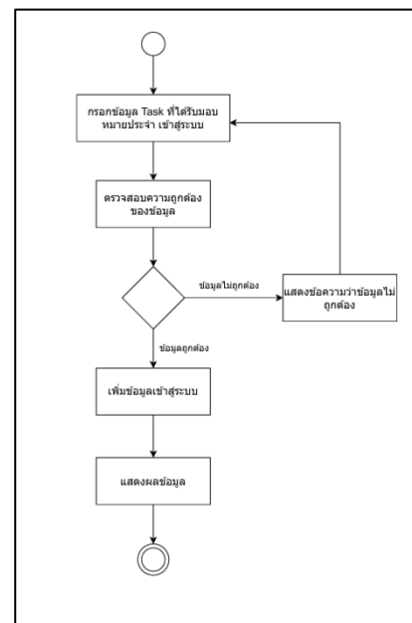 กรอกข้อมูล Task ที่ได้รับมอบ
หมายประจำ เข้าสู่ระบบ
ตรวจสอบความถูกต้อง
ของข้อมูล
ข้อมูลไม่ถูกต้อง
แสดงข้อความว่าข้อมูลไม่
ถูกต้อง
ข้อมูลถูกต้อง
เพิ่มข้อมูลเข้าสู่ระบบ
แสดงผลข้อมูล